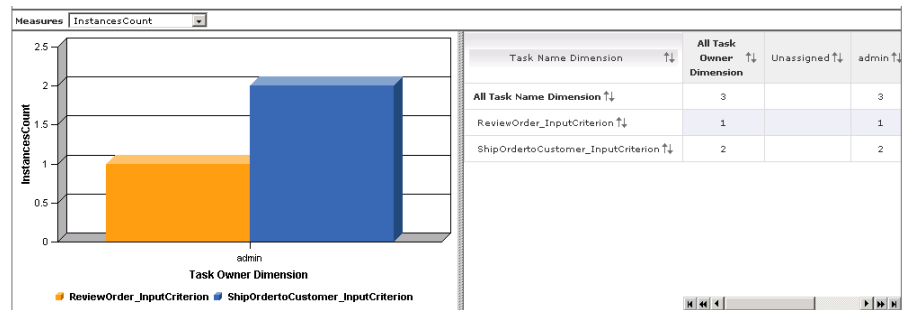 Measures InstancesCount
2.5
2
1.5
1
0.5
0
InstancesCount
admin
Task Owner Dimension
ReviewOrder_InputCriterion ShipOrdertoCustomer_InputCriterion
Task Name Dimension
All Task
Owner
Dimension
Unassigned
admin
All Task Name Dimension 3 3
ReviewOrder_InputCriterion 1 1
ShipOrdertoCustomer_InputCriterion 2 2